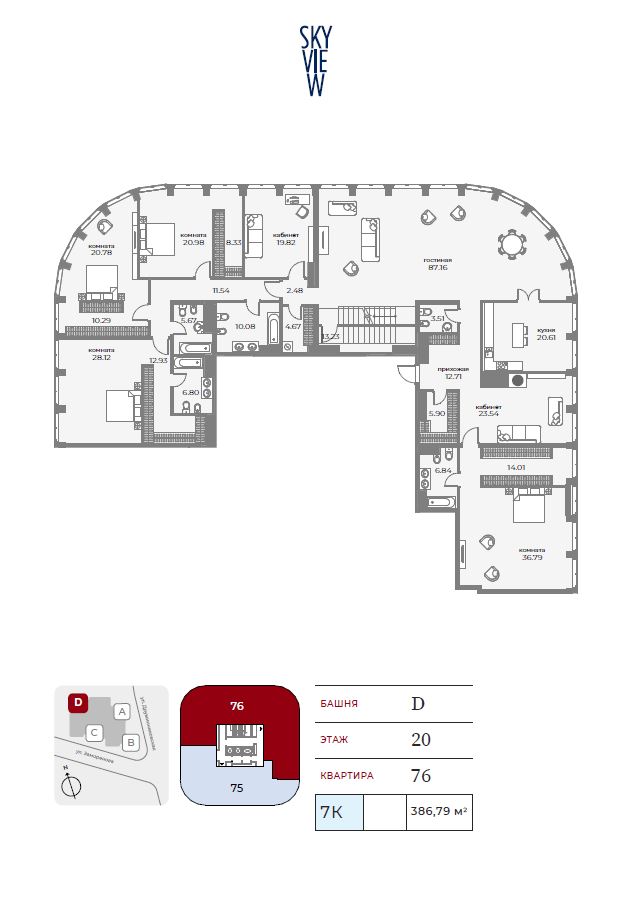 SKY
VIE
W
комната
20.78
комната
20.98
8.33
кабинет
19.82
гостиная
87.16
11.54
2.48
10.29
5.67
10.08
4.67
13.23
3.51
кухня
20.61
комната
28.12
12.93
6.80
прихожая
12.71
5.90
кабинет
23.54
6.84
14.01
комната
36.79
D
A
C
B
ул. Заморенова
N
76
75
БАШНЯ D
ЭТАЖ 20
КВАРТИРА 76
7К 386,79 м²